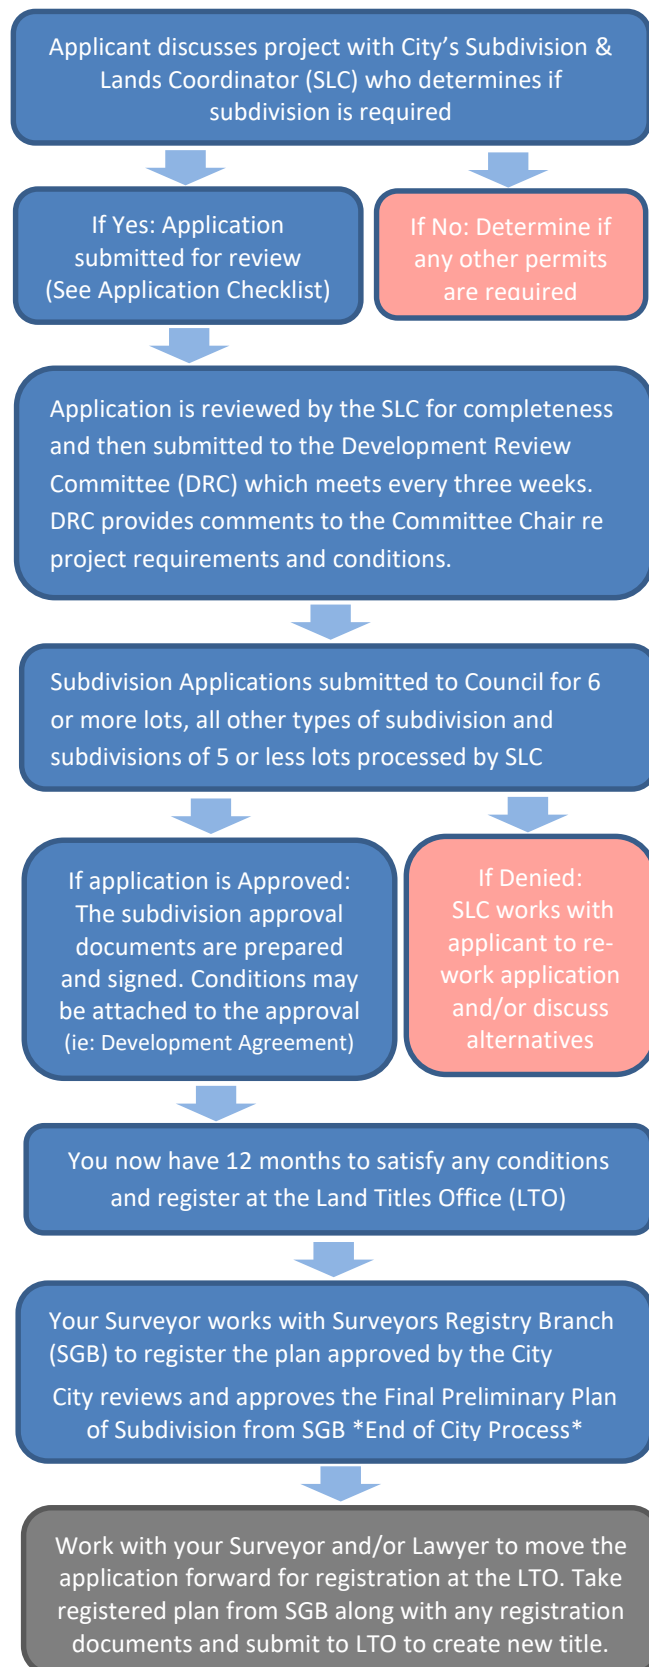 Applicant discusses project with City’s Subdivision &
Lands Coordinator (SLC) who determines if
subdivision is required
If Yes: Application
submitted for review
(See Application Checklist)
If No: Determine if
any other permits
are required
Application is reviewed by the SLC for completeness
and then submitted to the Development Review
Committee (DRC) which meets every three weeks.
DRC provides comments to the Committee Chair re
project requirements and conditions.
Subdivision Applications submitted to Council for 6
or more lots, all other types of subdivision and
subdivisions of 5 or less lots processed by SLC
If application is Approved:
The subdivision approval
documents are prepared
and signed. Conditions may
be attached to the approval
(ie: Development Agreement)
If Denied:
SLC works with
applicant to re-
work application
and/or discuss
alternatives
You now have 12 months to satisfy any conditions
and register at the Land Titles Office (LTO)
Your Surveyor works with Surveyors Registry Branch
(SGB) to register the plan approved by the City
City reviews and approves the Final Preliminary Plan
of Subdivision from SGB *End of City Process*
Work with your Surveyor and/or Lawyer to move the
application forward for registration at the LTO. Take
registered plan from SGB along with any registration
documents and submit to LTO to create new title.